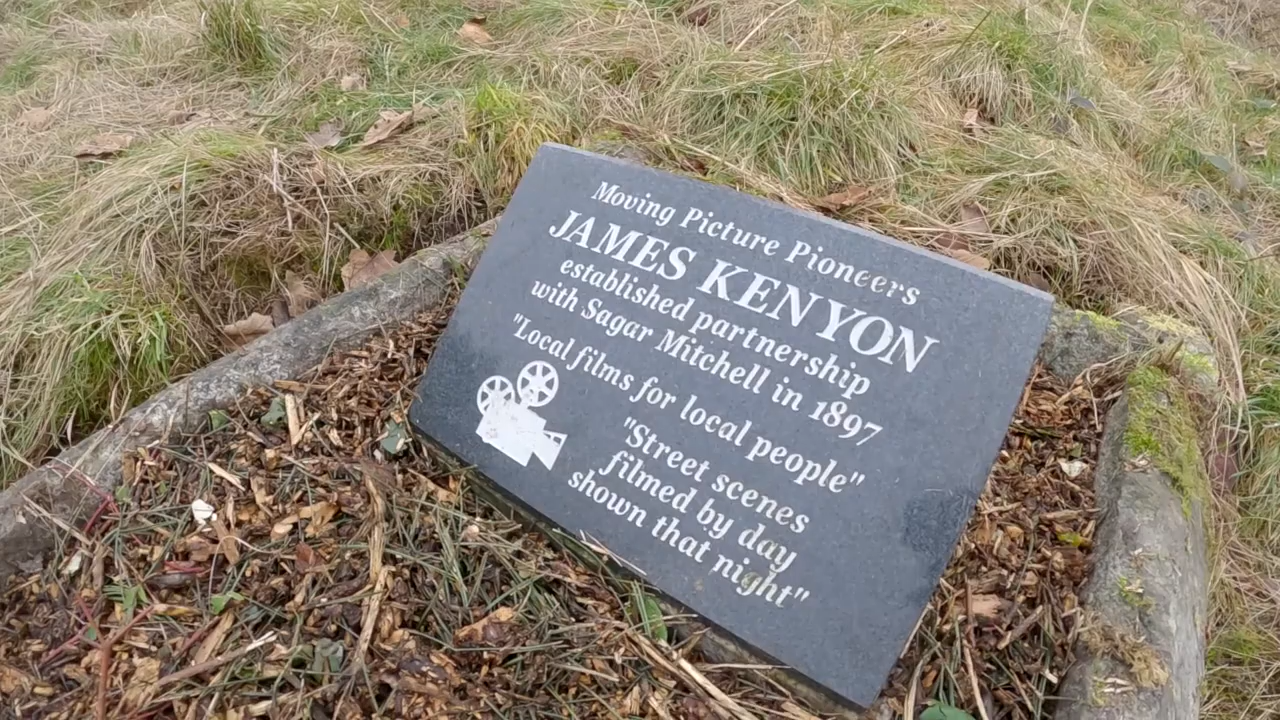 Moving Picture Pioneers
JAMES KENYON
established partnership
with Sagar Mitchell in 1897
"Local films for local people"
"Street scenes
filmed by day
shown that night"